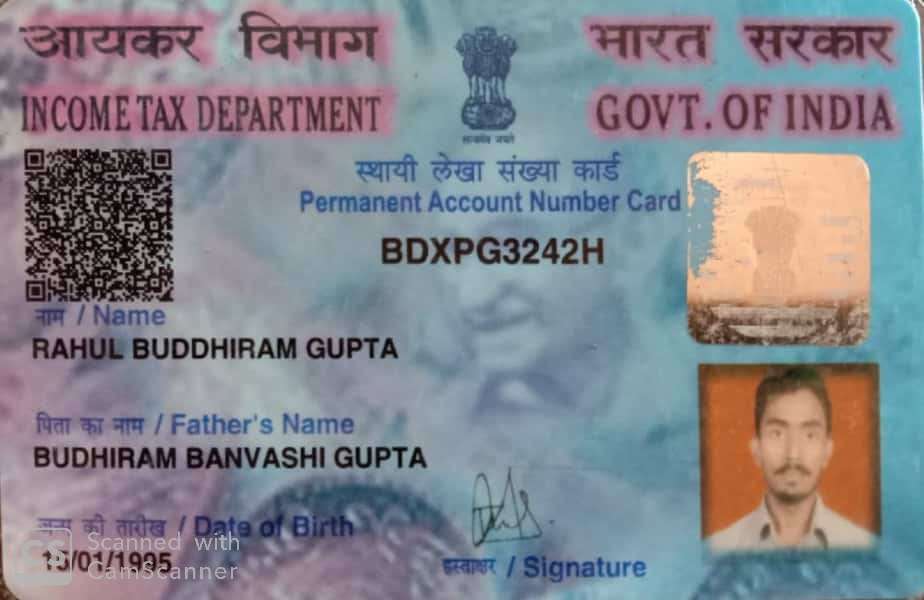 आयकर विभाग
भारत सरकार
INCOME TAX DEPARTMENT
GOVT. OF INDIA
सत्यमेव जयते
स्थायी लेखा संख्या कार्ड
Permanent Account Number Card
BDXPG3242H
नाम / Name
RAHUL BUDDHIRAM GUPTA
पिता का नाम / Father's Name
BUDHIRAM BANVASHI GUPTA
जन्म की तारीख / Date of Birth
/01/1995
हस्ताक्षर / Signature
CS Scanned with
CamScanner